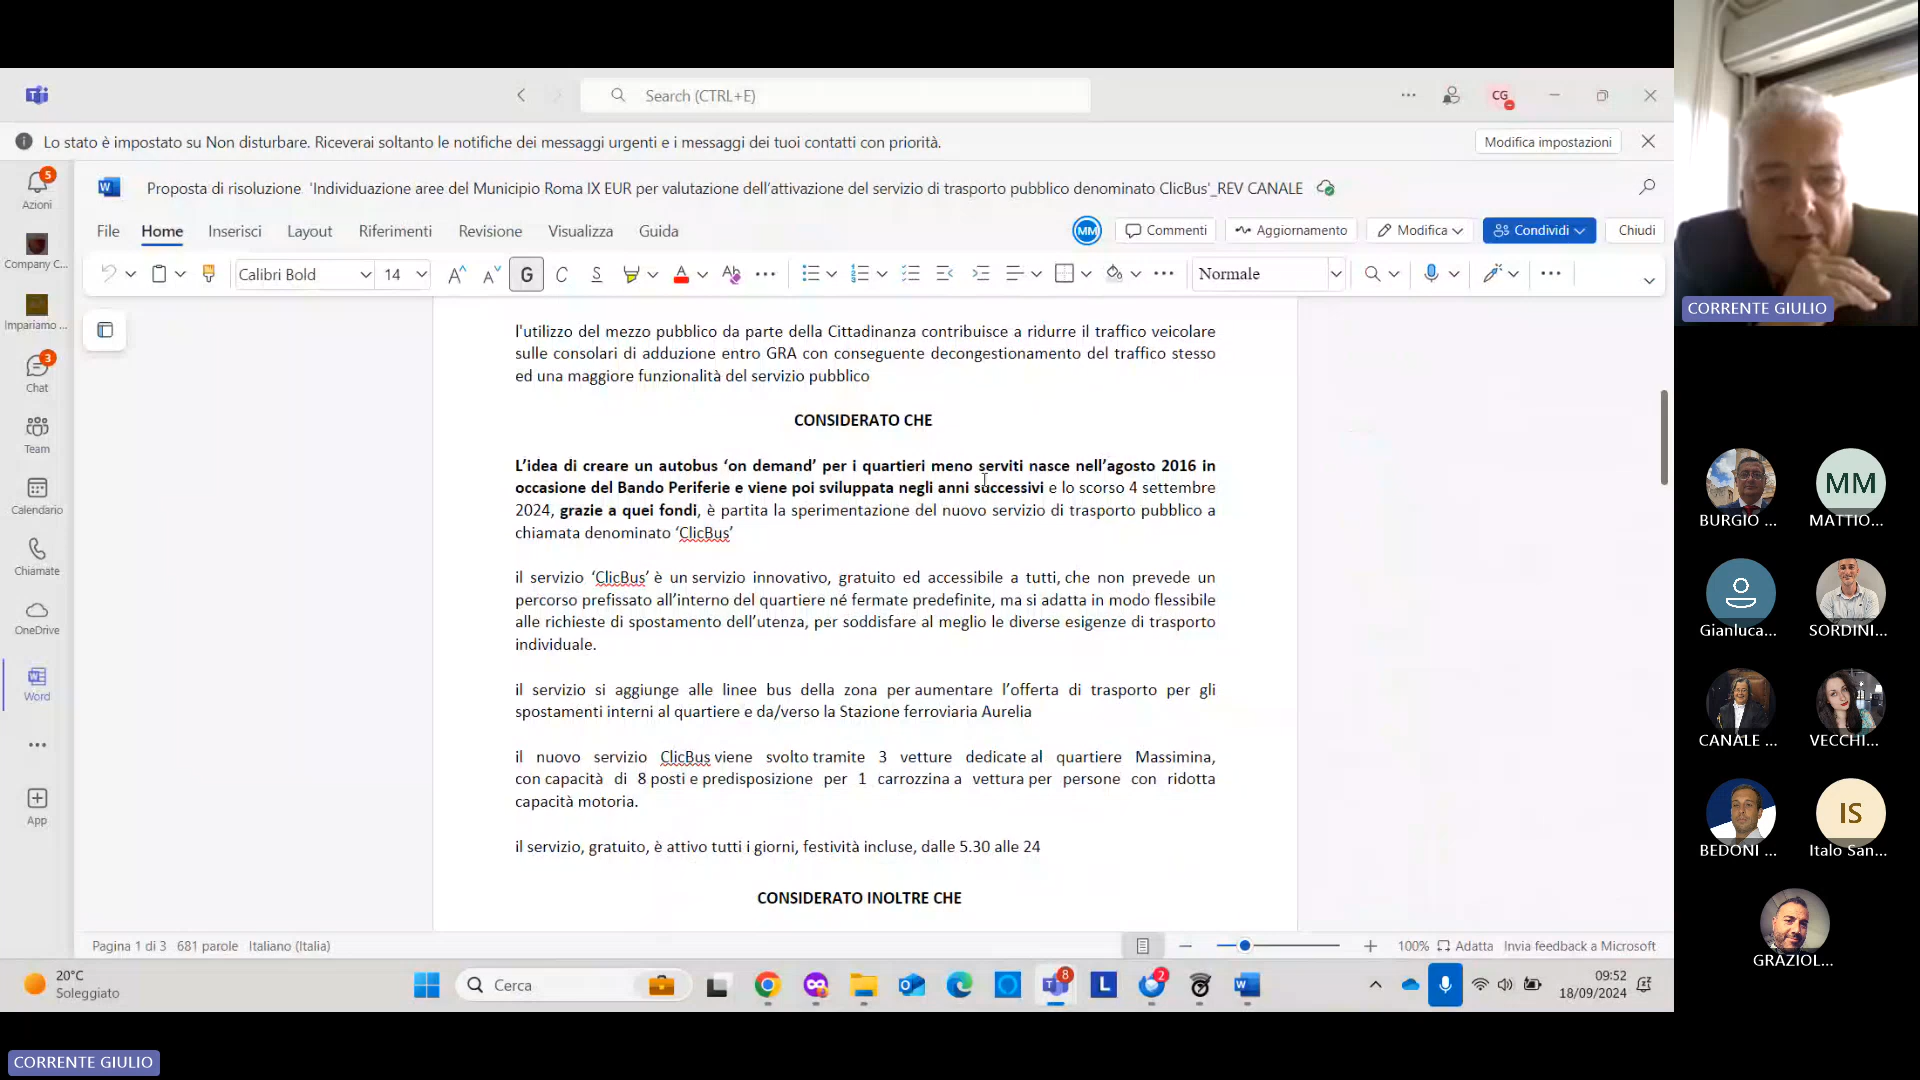 Search (CTRL+E)
CG
Lo stato è impostato su Non disturbare. Riceverai soltanto le notifiche dei messaggi urgenti e i messaggi dei tuoi contatti con priorità.
Modifica impostazioni
5
Azioni
Company C...
Impariamo ...
3
Chat
Team
Calendario
Chiamate
OneDrive
Word
App
Proposta di risoluzione 'Individuazione aree del Municipio Roma IX EUR per valutazione dell'attivazione del servizio di trasporto pubblico denominato ClicBus'_REV CANALE
File Home Inserisci Layout Riferimenti Revisione Visualizza Guida
MM Commenti Aggiornamento Modifica Condividi Chiudi
Calibri Bold 14 A A G C S A Normale
l'utilizzo del mezzo pubblico da parte della Cittadinanza contribuisce a ridurre il traffico veicolare
sulle consolari di adduzione entro GRA con conseguente decongestionamento del traffico stesso
ed una maggiore funzionalità del servizio pubblico
CONSIDERATO CHE
L'idea di creare un autobus 'on demand' per i quartieri meno serviti nasce nell'agosto 2016 in
occasione del Bando Periferie e viene poi sviluppata negli anni successivi e lo scorso 4 settembre
2024, grazie a quei fondi, è partita la sperimentazione del nuovo servizio di trasporto pubblico a
chiamata denominato 'ClicBus'
il servizio 'ClicBus' è un servizio innovativo, gratuito ed accessibile a tutti, che non prevede un
percorso prefissato all'interno del quartiere né fermate predefinite, ma si adatta in modo flessibile
alle richieste di spostamento dell'utenza, per soddisfare al meglio le diverse esigenze di trasporto
individuale.
il servizio si aggiunge alle linee bus della zona per aumentare l'offerta di trasporto per gli
spostamenti interni al quartiere e da/verso la Stazione ferroviaria Aurelia
il nuovo servizio ClicBus viene svolto tramite 3 vetture dedicate al quartiere Massimina,
con capacità di 8 posti e predisposizione per 1 carrozzina a vettura per persone con ridotta
capacità motoria.
il servizio, gratuito, è attivo tutti i giorni, festività incluse, dalle 5.30 alle 24
CONSIDERATO INOLTRE CHE
Pagina 1 di 3 681 parole Italiano (Italia)
100% Adatta Invia feedback a Microsoft
20°C
Soleggiato
Cerca
8
L
2
09:52
18/09/2024
CORRENTE GIULIO
CORRENTE GIULIO
BURGIO ...
MM
MATTIO...
Gianluca...
SORDINI...
CANALE ...
VECCHI...
BEDONI ...
IS
Italo San...
GRAZIOL...